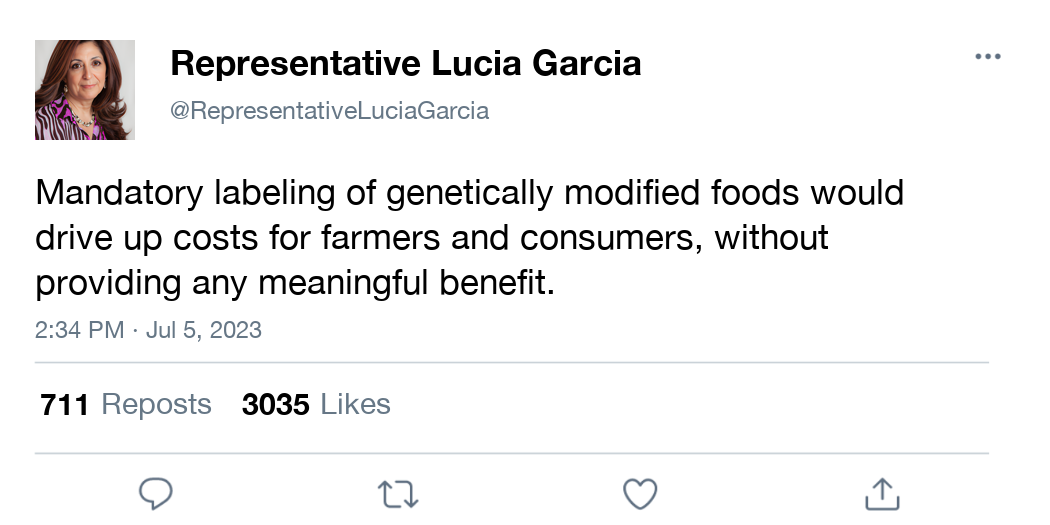 Representative Lucia Garcia
@RepresentativeLuciaGarcia
Mandatory labeling of genetically modified foods would
drive up costs for farmers and consumers, without
providing any meaningful benefit.
2:34 PM · Jul 5, 2023
711 Reposts 3035 Likes